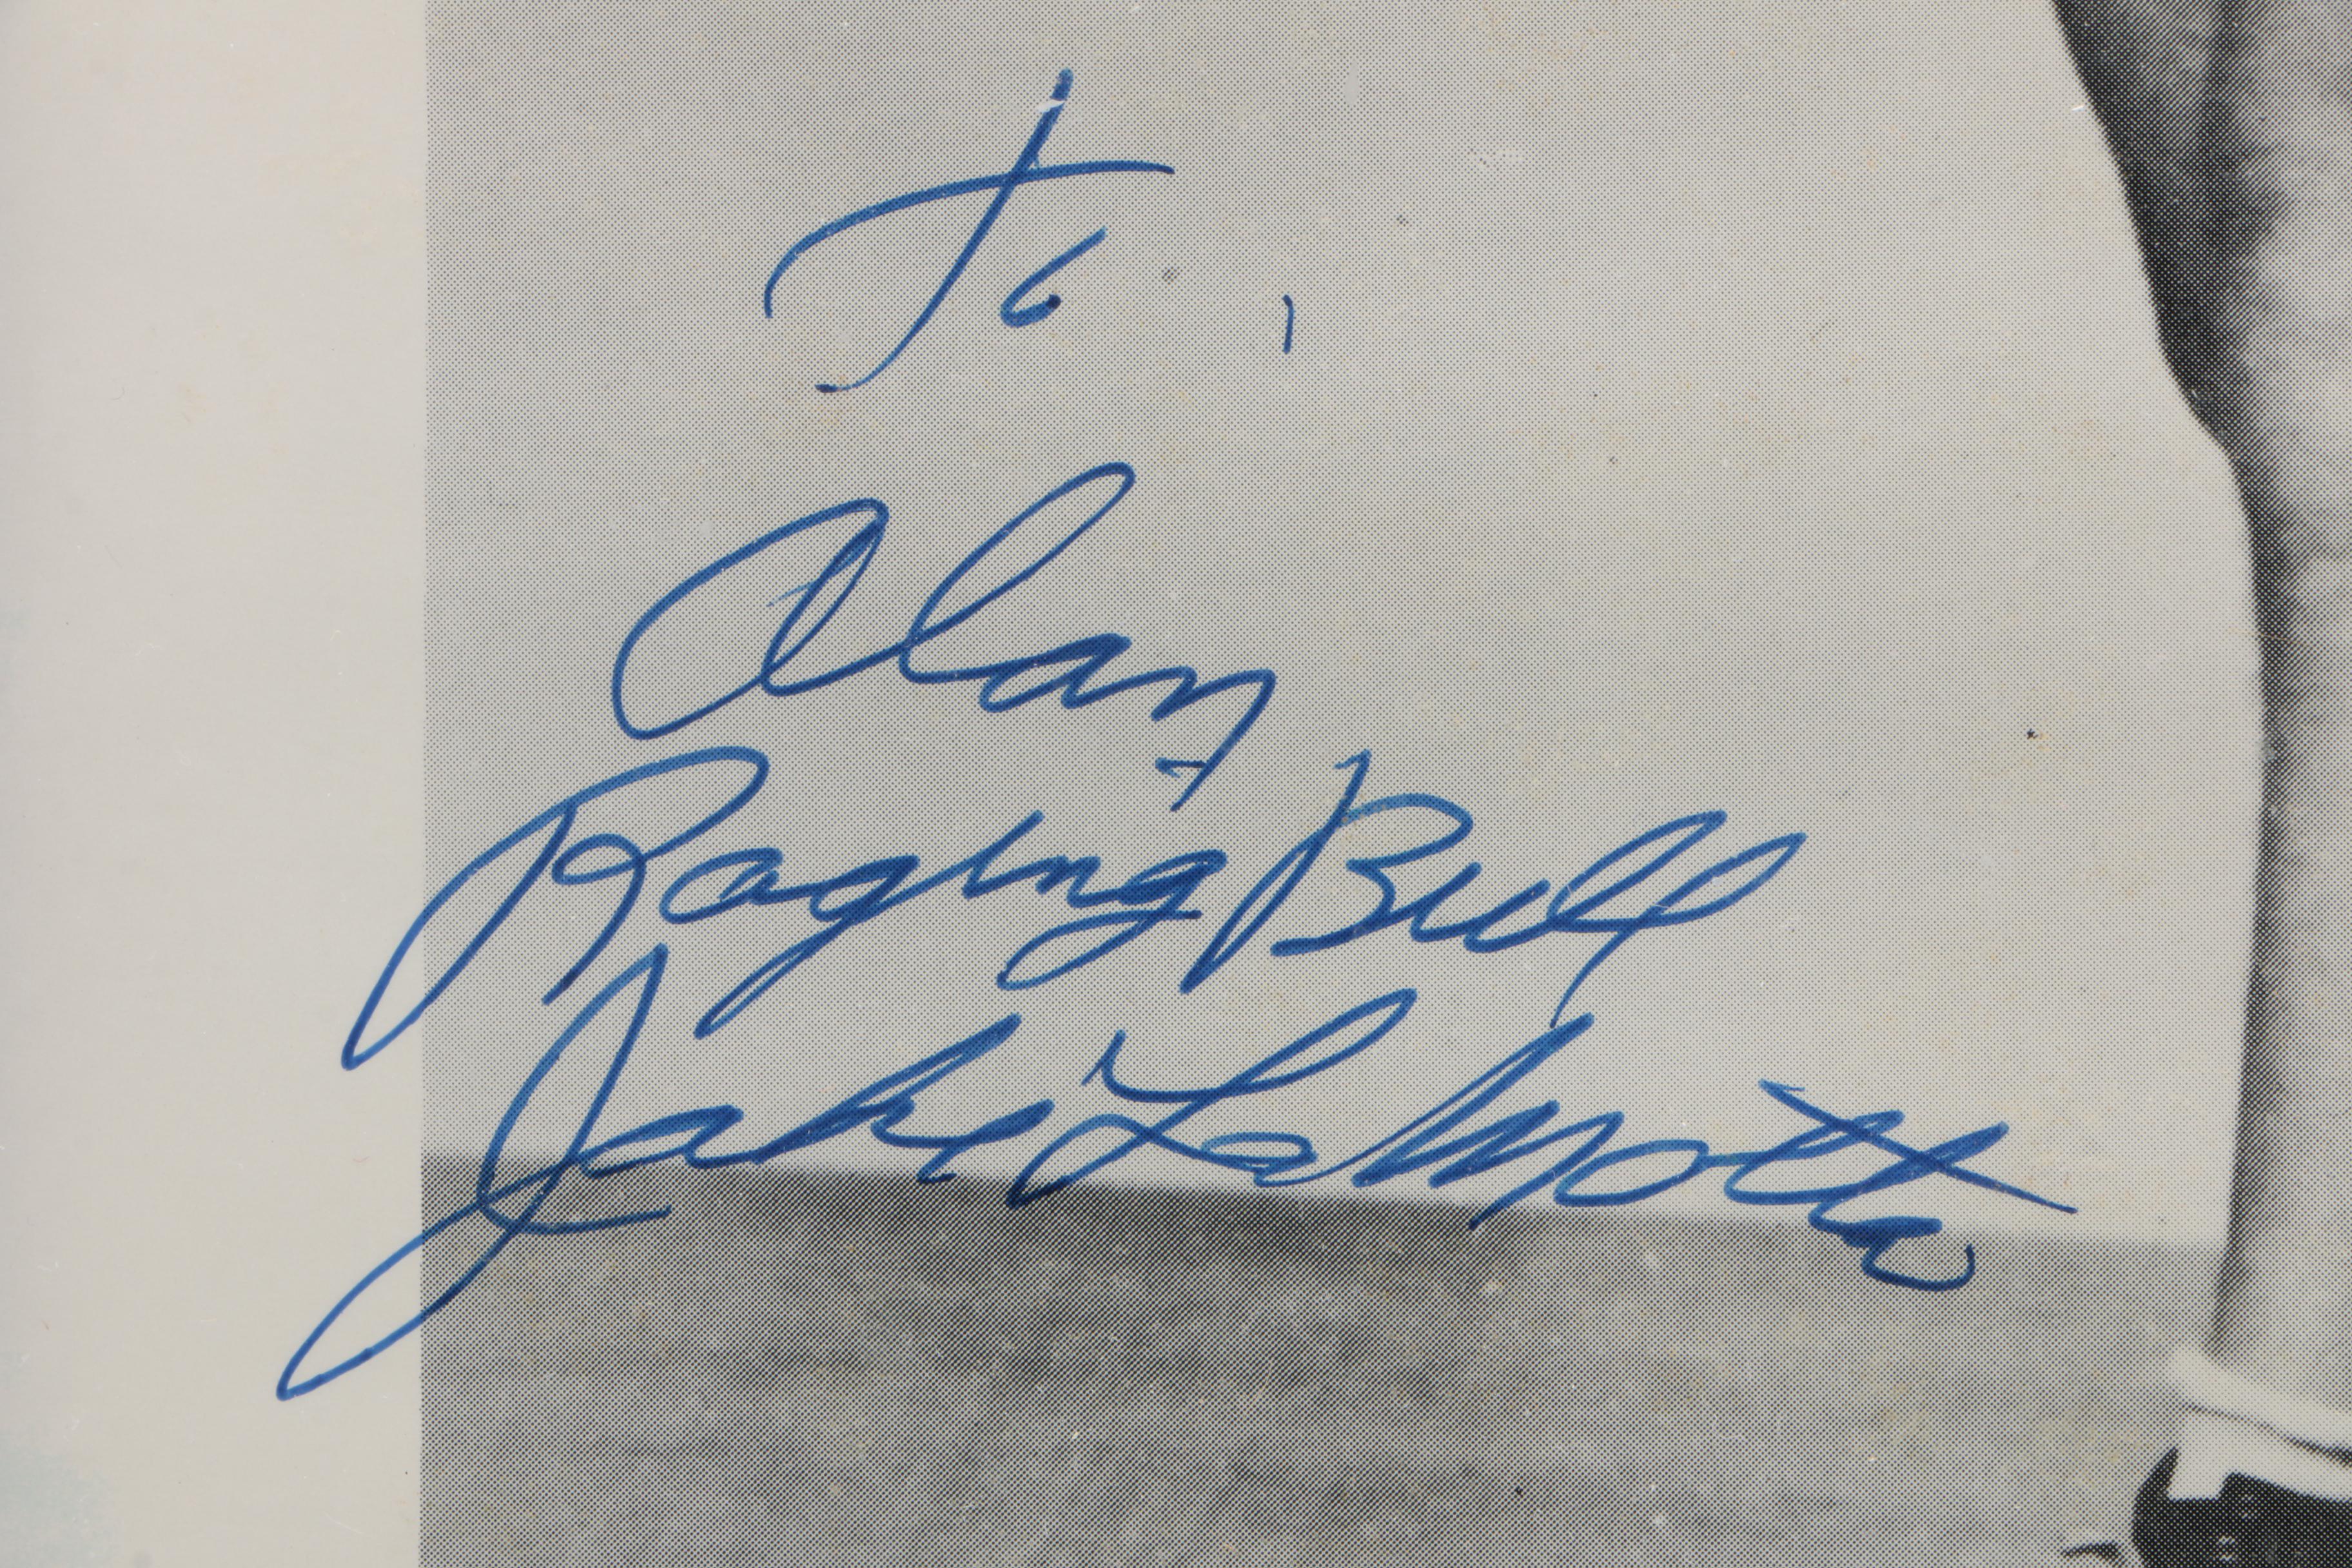 To,
Alan
Raging Bull
Jake LaMotta